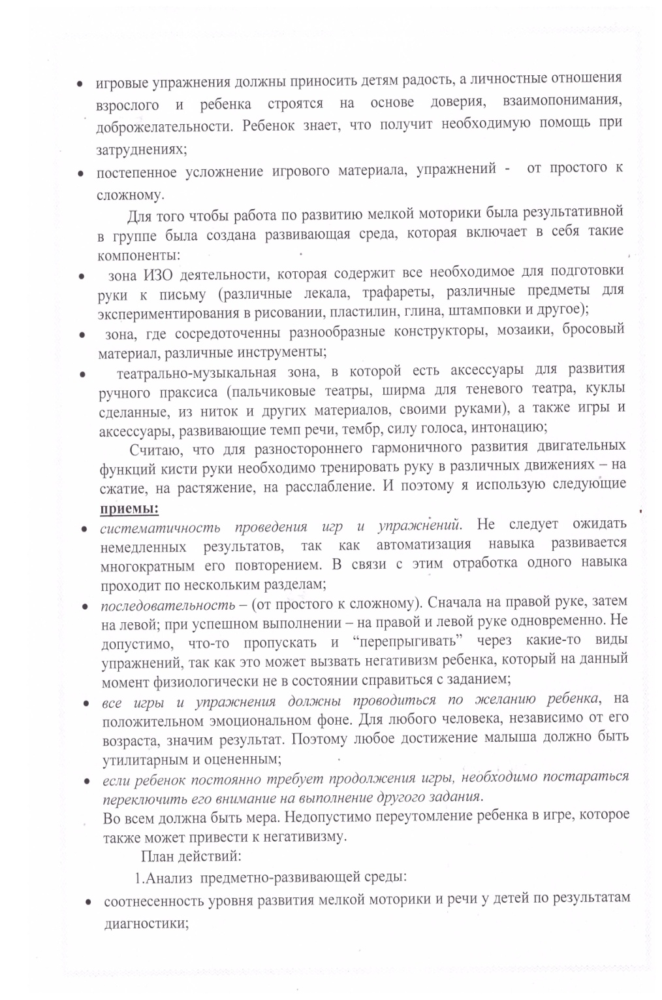 • игровые упражнения должны приносить детям радость, а личностные отношения
взрослого и ребенка строятся на основе доверия, взаимопонимания,
доброжелательности. Ребенок знает, что получит необходимую помощь при
затруднениях;
• постепенное усложнение игрового материала, упражнений - от простого к
сложному.
Для того чтобы работа по развитию мелкой моторики была результативной
в группе была создана развивающая среда, которая включает в себя такие
компоненты:
• зона ИЗО деятельности, которая содержит все необходимое для подготовки
руки к письму (различные лекала, трафареты, различные предметы для
экспериментирования в рисовании, пластилин, глина, штамповки и другое);
• зона, где сосредоточенны разнообразные конструкторы, мозаики, бросовый
материал, различные инструменты;
• театрально-музыкальная зона, в которой есть аксессуары для развития
ручного праксиса (пальчиковые театры, ширма для теневого театра, куклы
сделанные, из ниток и других материалов, своими руками), а также игры и
аксессуары, развивающие темп речи, тембр, силу голоса, интонацию;
Считаю, что для разностороннего гармоничного развития двигательных
функций кисти руки необходимо тренировать руку в различных движениях – на
сжатие, на растяжение, на расслабление. И поэтому я использую следующие
приемы:
• систематичность проведения игр и упражнений. Не следует ожидать
немедленных результатов, так как автоматизация навыка развивается
многократным его повторением. В связи с этим отработка одного навыка
проходит по нескольким разделам;
• последовательность – (от простого к сложному). Сначала на правой руке, затем
на левой; при успешном выполнении – на правой и левой руке одновременно. Не
допустимо, что-то пропускать и “перепрыгивать” через какие-то виды
упражнений, так как это может вызвать негативизм ребенка, который на данный
момент физиологически не в состоянии справиться с заданием;
• все игры и упражнения должны проводиться по желанию ребенка, на
положительном эмоциональном фоне. Для любого человека, независимо от его
возраста, значим результат. Поэтому любое достижение малыша должно быть
утилитарным и оцененным;
• если ребенок постоянно требует продолжения игры, необходимо постараться
переключить его внимание на выполнение другого задания.
Во всем должна быть мера. Недопустимо переутомление ребенка в игре, которое
также может привести к негативизму.
План действий:
1.Анализ предметно-развивающей среды:
• соотнесенность уровня развития мелкой моторики и речи у детей по результатам
диагностики;